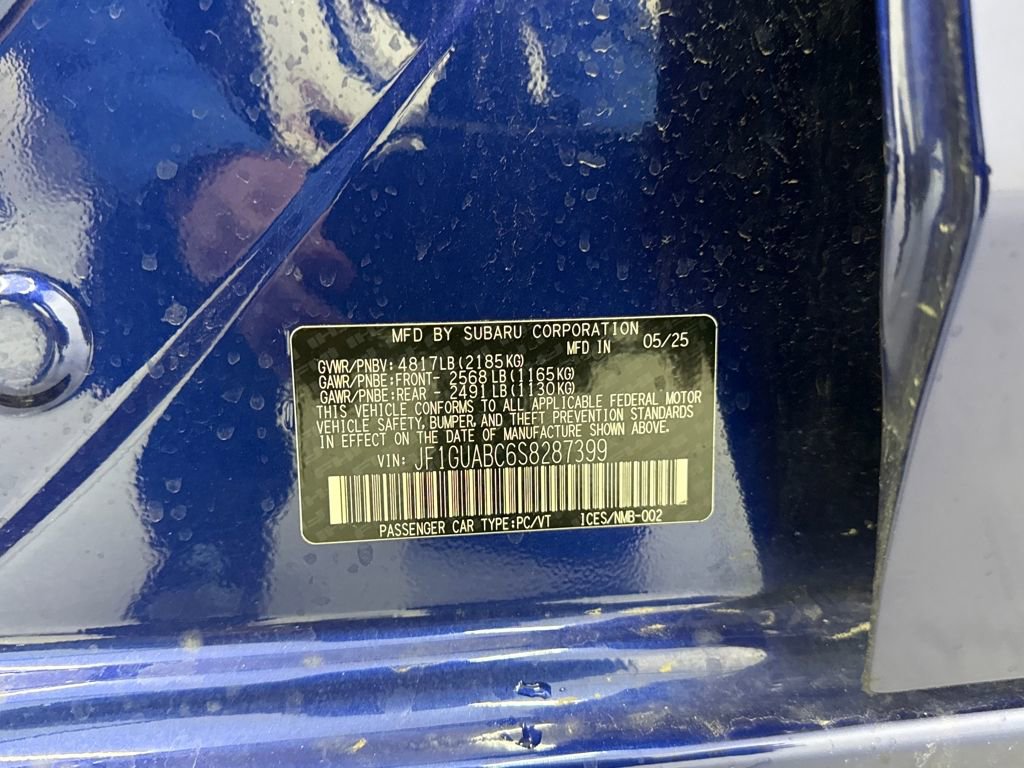 MFD BY SUBARU CORPORATION
MFD IN 05/25
GVWR/PNBV: 4817LB(2185KG)
GAWR/PNBE:FRONT- 2568LB(1165KG)
GAWR/PNBE:REAR - 2491LB(1130KG)
THIS VEHICLE CONFORMS TO ALL APPLICABLE FEDERAL MOTOR
VEHICLE SAFETY, BUMPER, AND THEFT PREVENTION STANDARDS
IN EFFECT ON THE DATE OF MANUFACTURE SHOWN ABOVE.
VIN: JF1GUABC6S8287399
PASSENGER CAR TYPE:PC/VT ICES/NMB-002